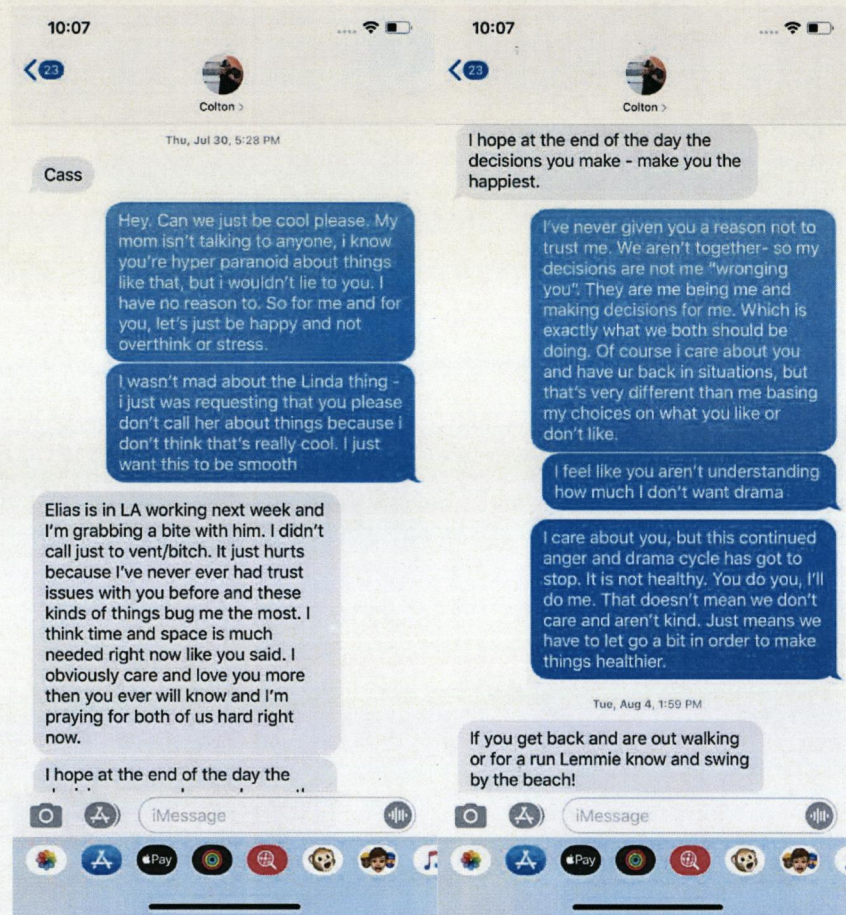 10:07
23
Colton >
Thu, Jul 30, 5:28 PM
Cass
Hey. Can we just be cool please. My
mom isn't talking to anyone, i know
you're hyper paranoid about things
like that, but i wouldn't lie to you. I
have no reason to. So for me and for
you, let's just be happy and not
overthink or stress.
I wasn't mad about the Linda thing -
i just was requesting that you please
don't call her about things because i
don't think that's really cool. I just
want this to be smooth
Elias is in LA working next week and
I'm grabbing a bite with him. I didn't
call just to vent/bitch. It just hurts
because I've never ever had trust
issues with you before and these
kinds of things bug me the most. I
think time and space is much
needed right now like you said. I
obviously care and love you more
then you ever will know and I'm
praying for both of us hard right
now.
I hope at the end of the day the
iMessage
Pay
10:07
23
Colton >
I hope at the end of the day the
decisions you make - make you the
happiest.
I've never given you a reason not to
trust me. We aren't together- so my
decisions are not me "wronging
you". They are me being me and
making decisions for me. Which is
exactly what we both should be
doing. Of course i care about you
and have ur back in situations, but
that's very different than me basing
my choices on what you like or
don't like.
I feel like you aren't understanding
how much I don't want drama
I care about you, but this continued
anger and drama cycle has got to
stop. It is not healthy. You do you, I'll
do me. That doesn't mean we don't
care and aren't kind. Just means we
have to let go a bit in order to make
things healthier.
Tue, Aug 4, 1:59 PM
If you get back and are out walking
or for a run Lemmie know and swing
by the beach!
iMessage
Pay